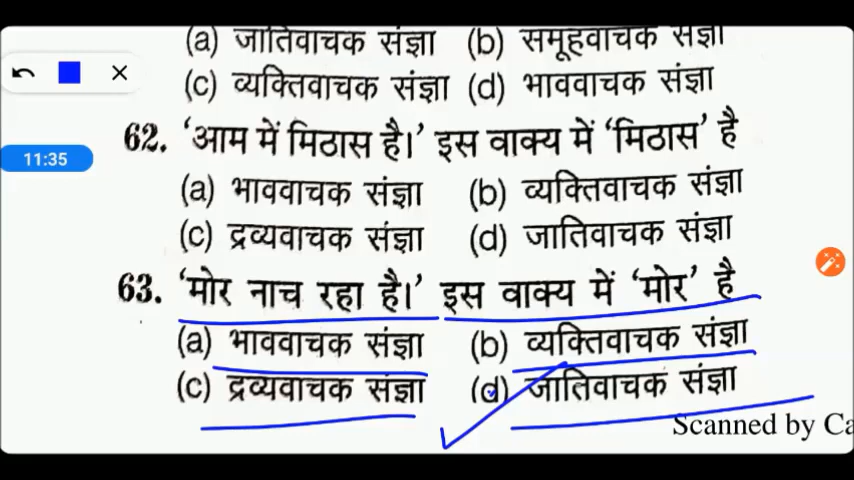 (a) जातिवाचक संज्ञा (b) समूहवाचक संज्ञा
(c) व्यक्तिवाचक संज्ञा (d) भाववाचक संज्ञा
62. ‘आम में मिठास है।’ इस वाक्य में ‘मिठास’ है
11:35
(a) भाववाचक संज्ञा (b) व्यक्तिवाचक संज्ञा
(c) द्रव्यवाचक संज्ञा (d) जातिवाचक संज्ञा
63. ‘मोर नाच रहा है।’ इस वाक्य में ‘मोर’ है
(a) भाववाचक संज्ञा (b) व्यक्तिवाचक संज्ञा
(c) द्रव्यवाचक संज्ञा (d) जातिवाचक संज्ञा
Scanned by Ca